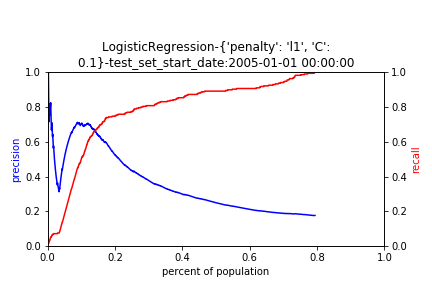 LogisticRegression-{'penalty': 'l1', 'C':
0.1}-test_set_start_date:2005-01-01 00:00:00
1.0
0.8
0.6
0.4
0.2
0.0
precision
1.0
0.8
0.6
0.4
0.2
0.0
recall
0.0 0.2 0.4 0.6 0.8 1.0
percent of population